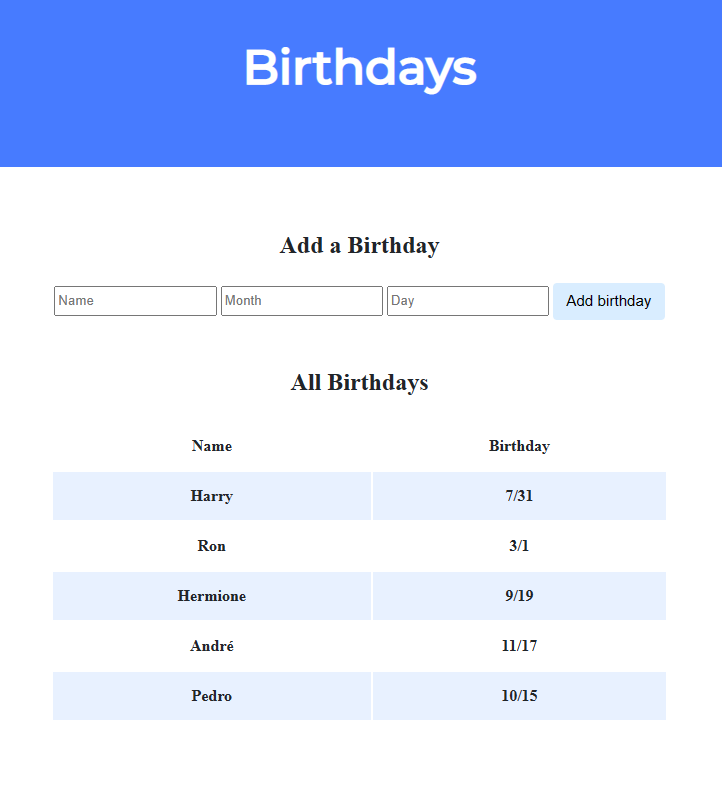 Birthdays
Add a Birthday
Name Month Day Add birthday
All Birthdays
Name Birthday
Harry 7/31
Ron 3/1
Hermione 9/19
André 11/17
Pedro 10/15